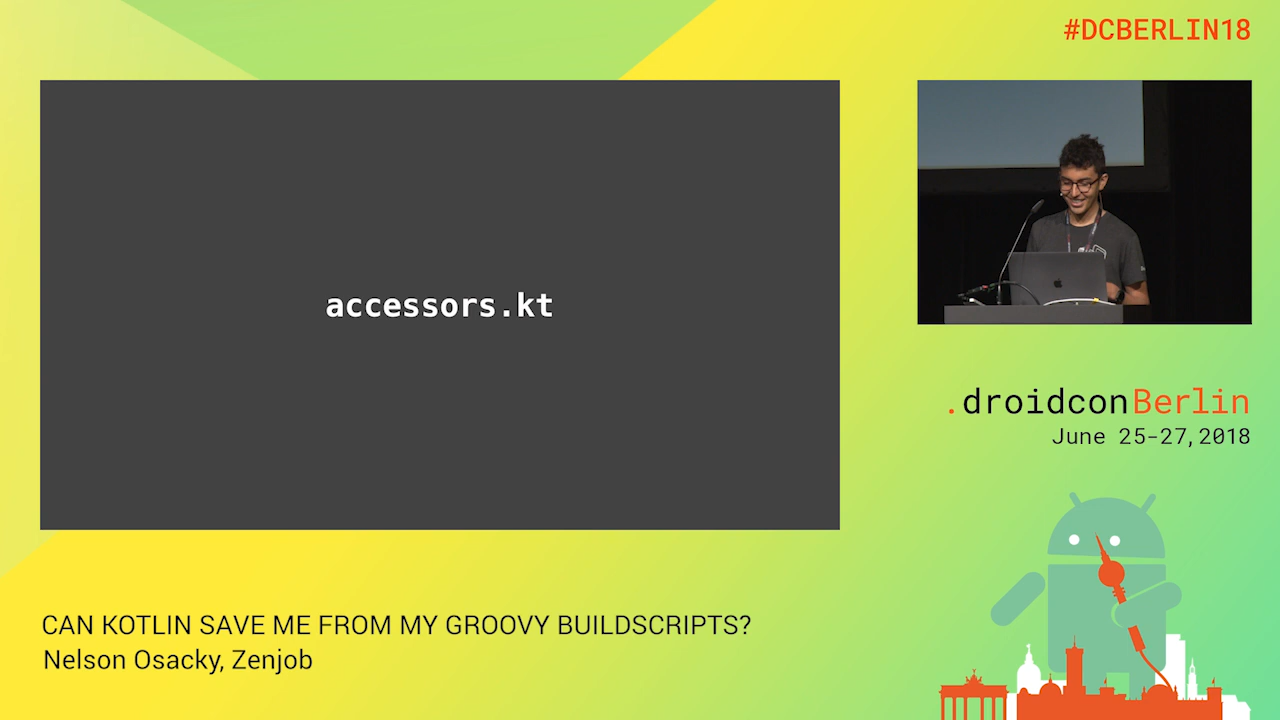 #DCBERLIN18
accessors.kt
.droidconBerlin
June 25-27,2018
CAN KOTLIN SAVE ME FROM MY GROOVY BUILDSCRIPTS?
Nelson Osacky, Zenjob